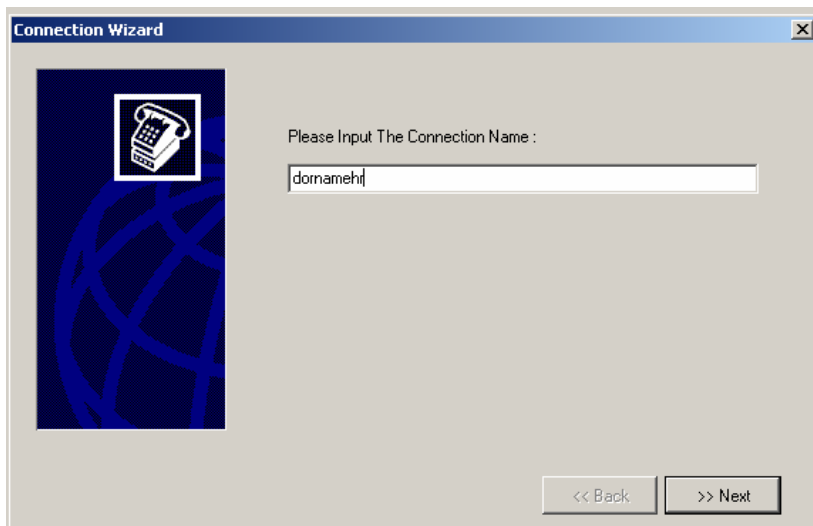 Connection Wizard
Please Input The Connection Name :
dornamehr
<< Back
>> Next